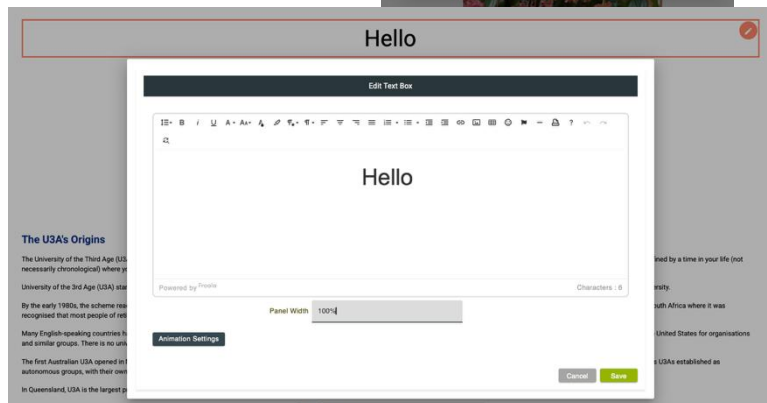 Hello
Edit Text Box
B i U A
?
Hello
Powered by Froala
Characters : 6
Panel Width 100%
Animation Settings
Cancel Save
The U3A's Origins
The University of the Third Age (U3
ined by a time in your life (not
necessarily chronological) where yo
University of the 3rd Age (U3A) star
rsity.
By the early 1980s, the scheme rea
outh Africa where it was
recognised that most people of reti
Many English-speaking countries h
United States for organisations
and similar groups. There is no univ
The first Australian U3A opened in
s U3As established as
autonomous groups, with their own
In Queensland, U3A is the largest p